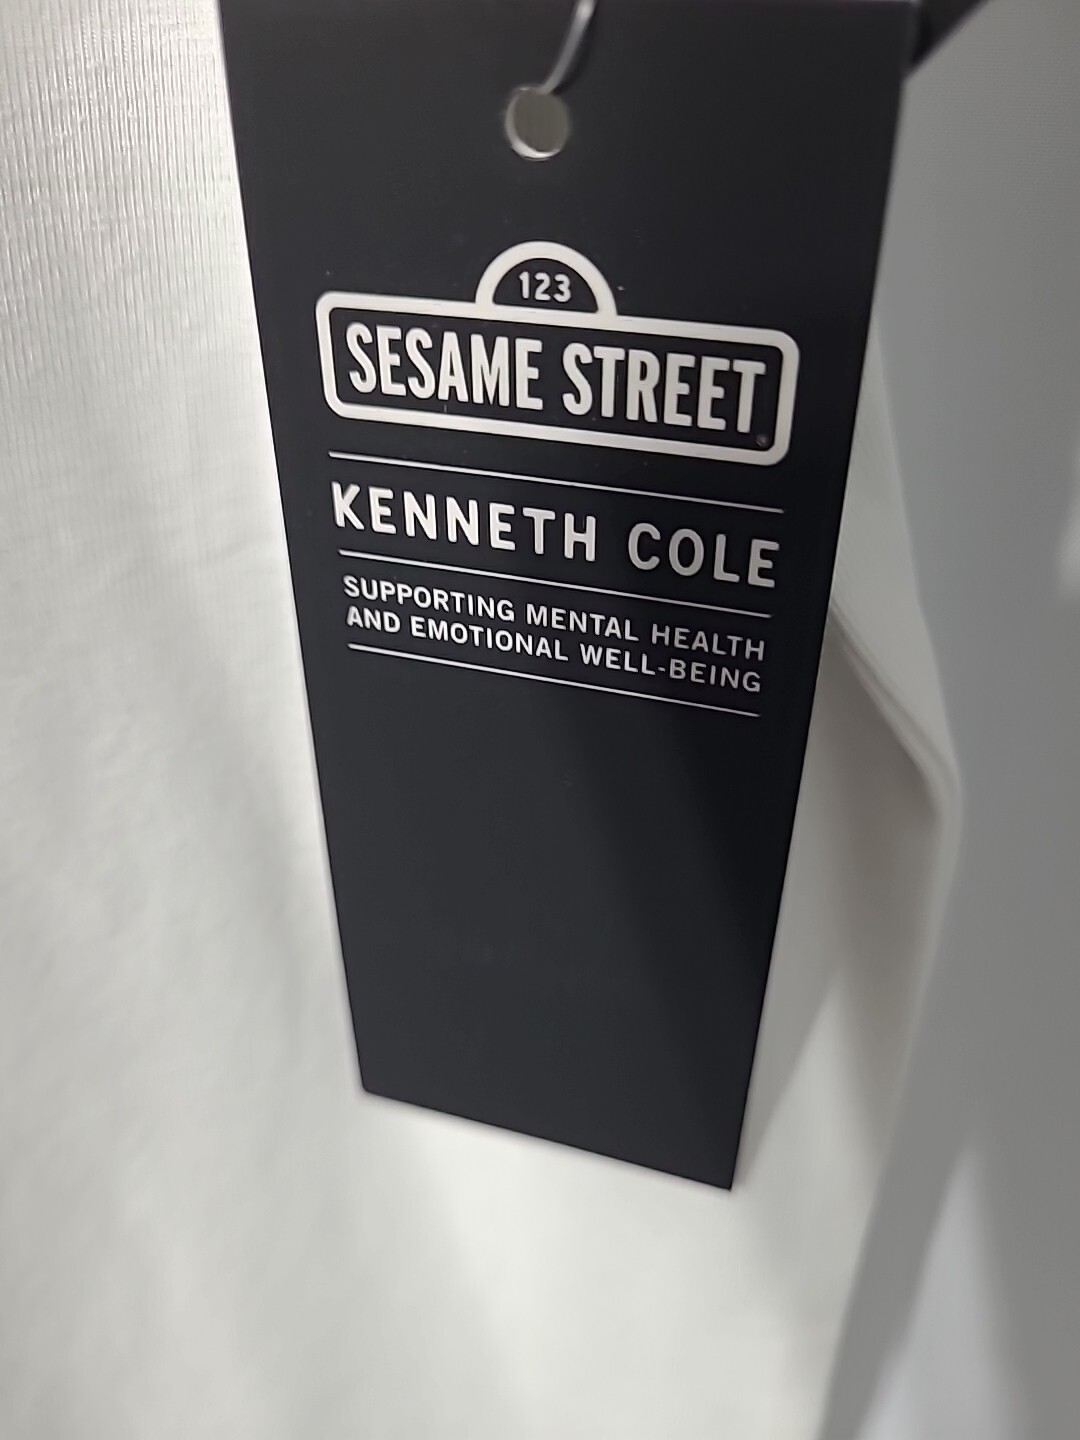 123
SESAME STREET
KENNETH COLE
SUPPORTING MENTAL HEALTH
AND EMOTIONAL WELL-BEING